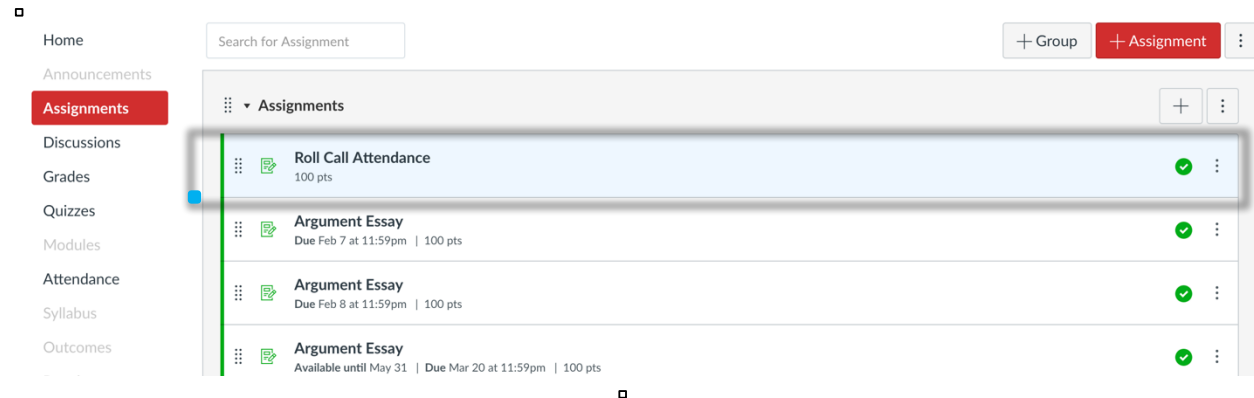 Home
Announcements
Assignments
Discussions
Grades
Quizzes
Modules
Attendance
Syllabus
Outcomes
Search for Assignment
+ Group
+ Assignment
Assignments
Roll Call Attendance
100 pts
Argument Essay
Due Feb 7 at 11:59pm | 100 pts
Argument Essay
Due Feb 8 at 11:59pm | 100 pts
Argument Essay
Available until May 31 | Due Mar 20 at 11:59pm | 100 pts